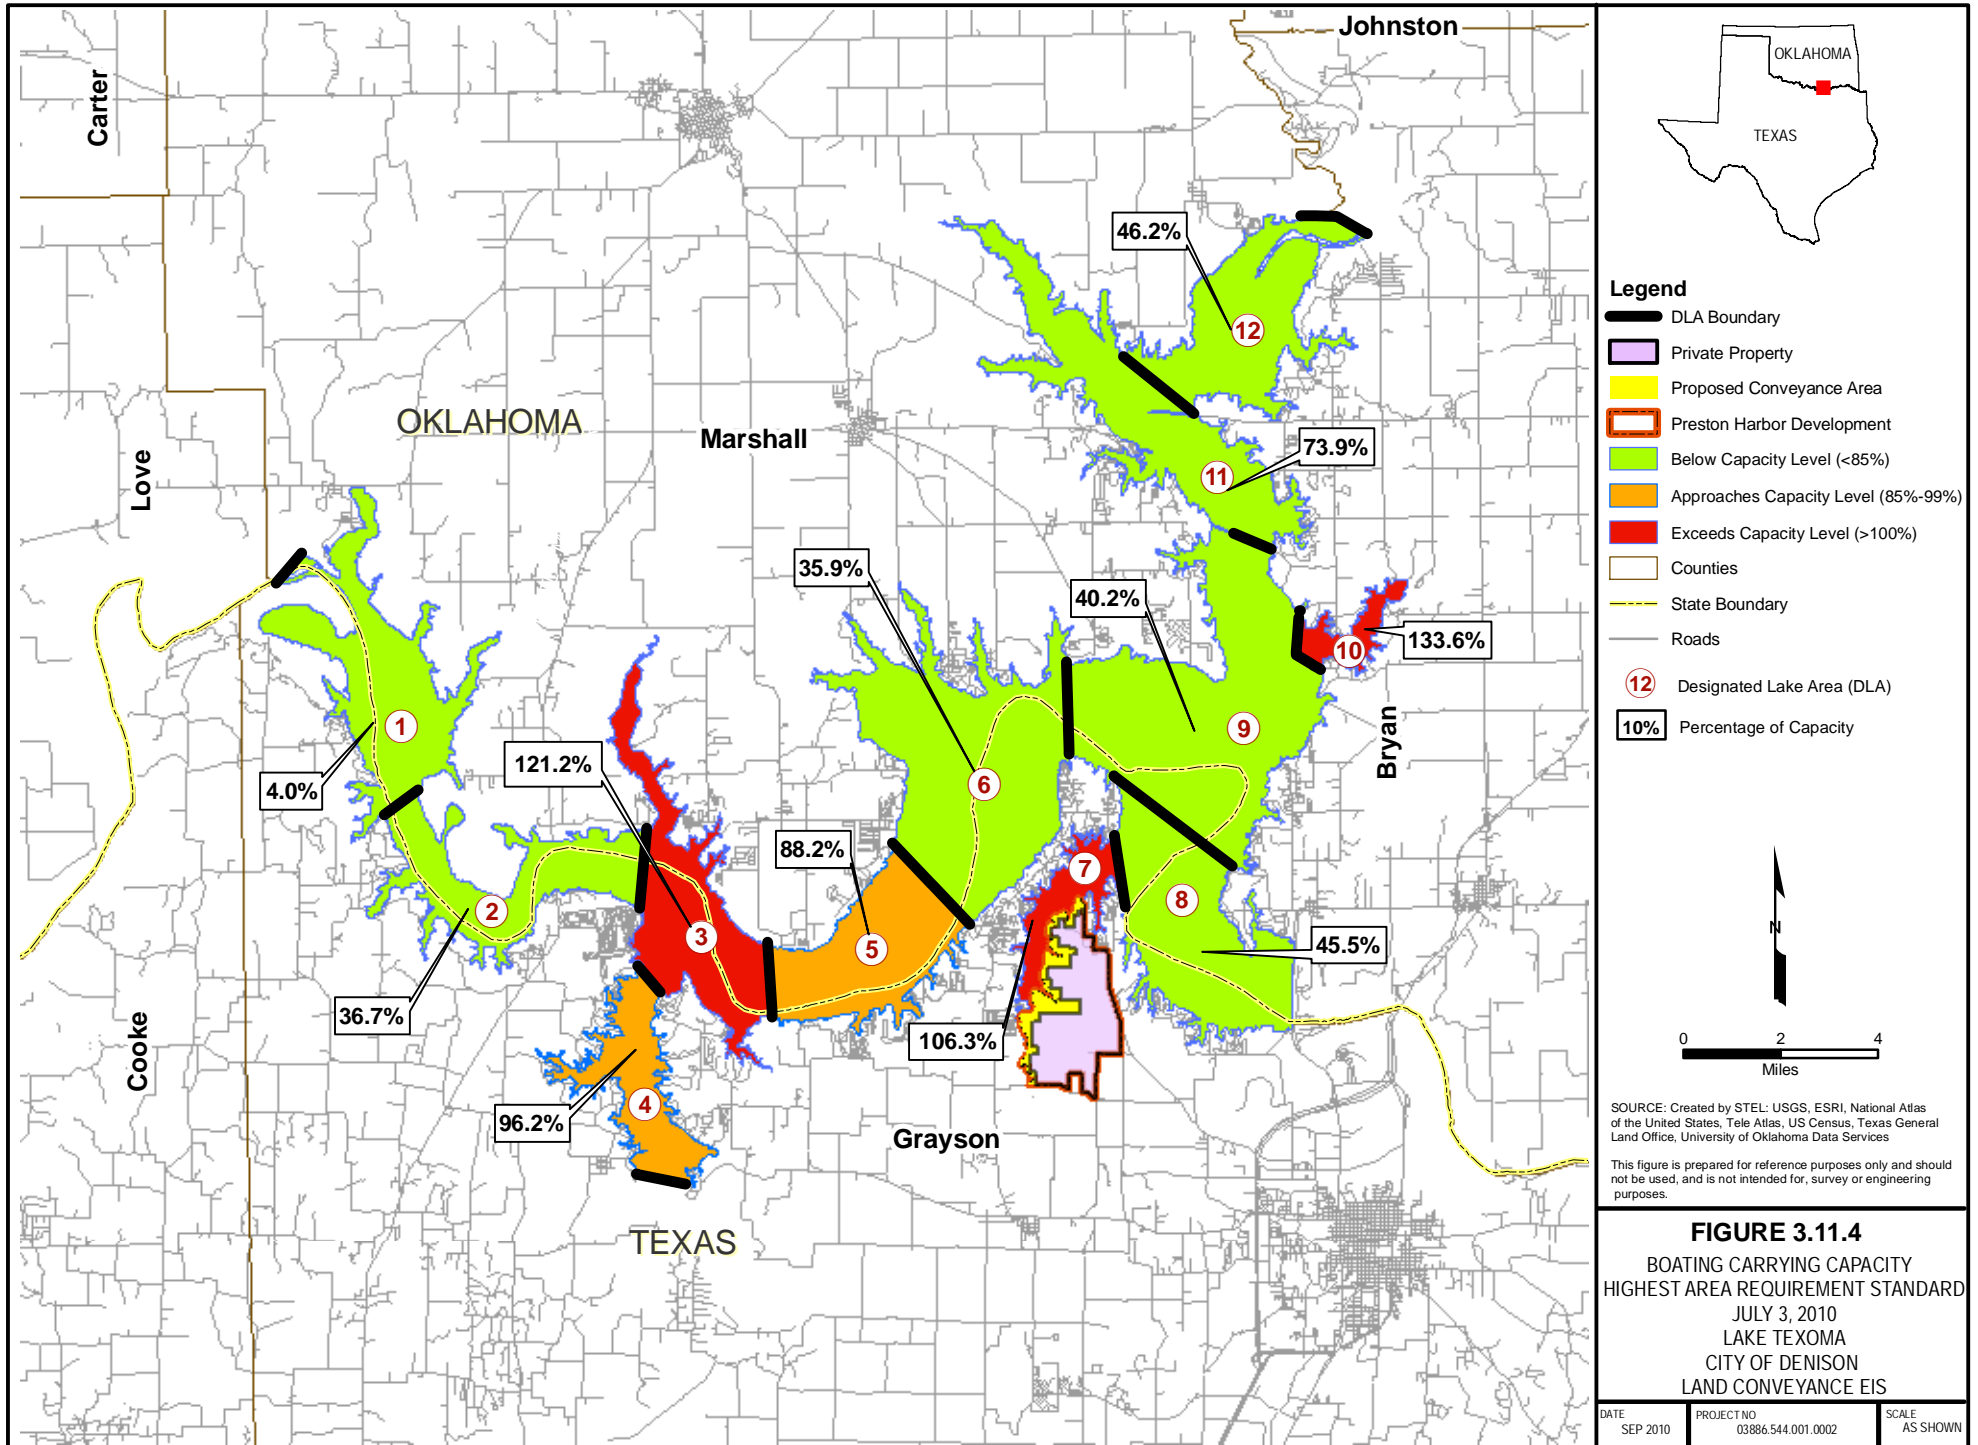 Johnston
Carter
OKLAHOMA
TEXAS
46.2%
12
Legend
DLA Boundary
Private Property
Proposed Conveyance Area
Preston Harbor Development
Below Capacity Level (<85%)
Approaches Capacity Level (85%-99%)
Exceeds Capacity Level (>100%)
Counties
State Boundary
Roads
12 Designated Lake Area (DLA)
10% Percentage of Capacity
OKLAHOMA
Marshall
Love
73.9%
11
35.9%
40.2%
133.6%
10
1
9
Bryan
121.2%
6
4.0%
88.2%
7
2
3
5
8
45.5%
36.7%
106.3%
Cooke
96.2%
4
Grayson
TEXAS
N
0 2 4
Miles
SOURCE: Created by STEL: USGS, ESRI, National Atlas
of the United States, Tele Atlas, US Census, Texas General
Land Office, University of Oklahoma Data Services
This figure is prepared for reference purposes only and should
not be used, and is not intended for, survey or engineering
purposes.
FIGURE 3.11.4
BOATING CARRYING CAPACITY
HIGHEST AREA REQUIREMENT STANDARD
JULY 3, 2010
LAKE TEXOMA
CITY OF DENISON
LAND CONVEYANCE EIS
DATE
SEP 2010
PROJECT NO
03886.544.001.0002
SCALE
AS SHOWN